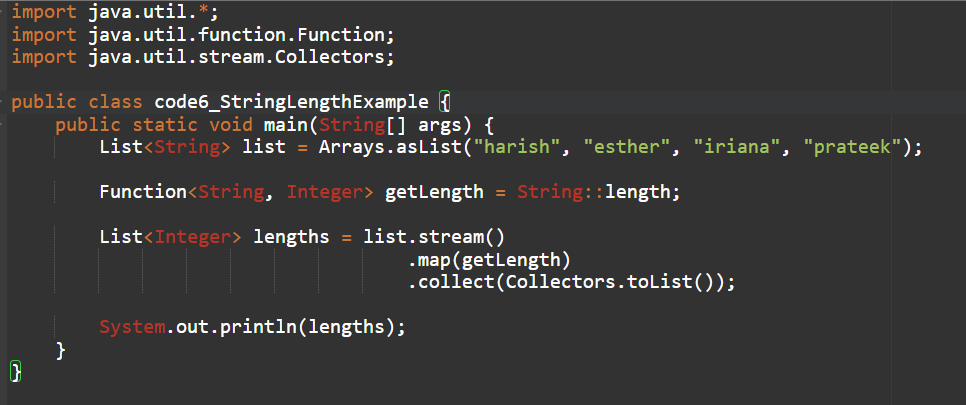 import java.util.*;
import java.util.function.Function;
import java.util.stream.Collectors;

public class code6_StringLengthExample {
    public static void main(String[] args) {
        List<String> list = Arrays.asList("harish", "esther", "iriana", "prateek");

        Function<String, Integer> getLength = String::length;

        List<Integer> lengths = list.stream()
                                    .map(getLength)
                                    .collect(Collectors.toList());

        System.out.println(lengths);
    }
}